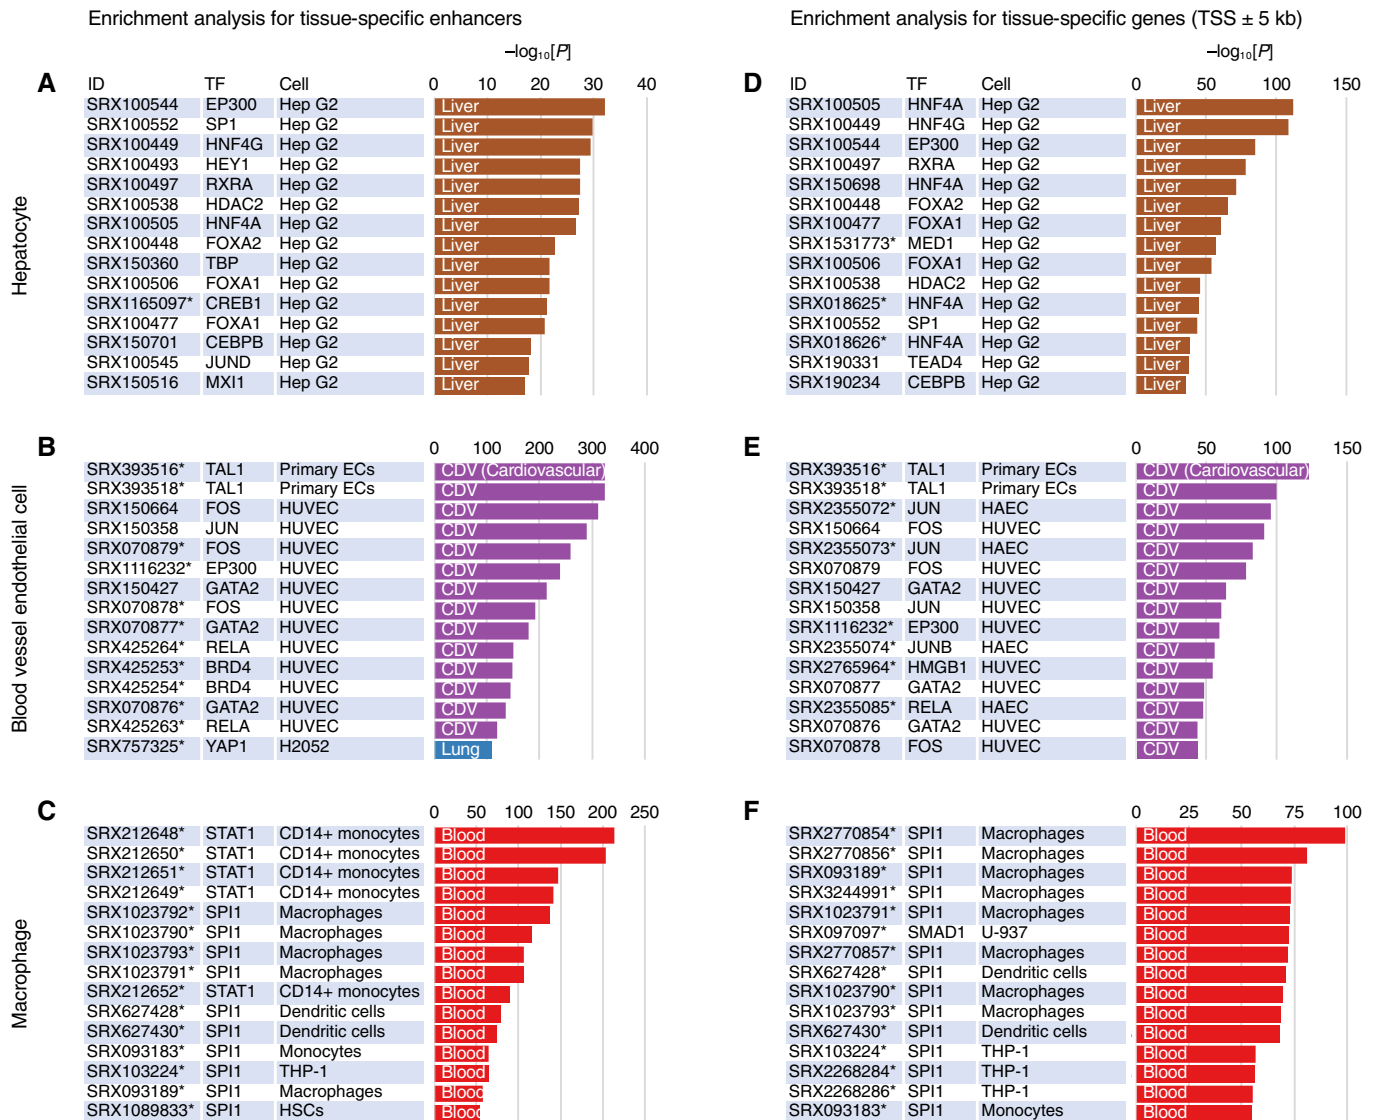 Enrichment analysis for tissue-specific enhancers
Enrichment analysis for tissue-specific genes (TSS ± 5 kb)
Hepatocyte
A
–log₁₀[P]
ID TF Cell 0 10 20 30 40
SRX100544 EP300 Hep G2 Liver
SRX100552 SP1 Hep G2 Liver
SRX100449 HNF4G Hep G2 Liver
SRX100493 HEY1 Hep G2 Liver
SRX100497 RXRA Hep G2 Liver
SRX100538 HDAC2 Hep G2 Liver
SRX100505 HNF4A Hep G2 Liver
SRX100448 FOXA2 Hep G2 Liver
SRX150360 TBP Hep G2 Liver
SRX100506 FOXA1 Hep G2 Liver
SRX1165097* CREB1 Hep G2 Liver
SRX100477 FOXA1 Hep G2 Liver
SRX150701 CEBPB Hep G2 Liver
SRX100545 JUND Hep G2 Liver
SRX150516 MXI1 Hep G2 Liver
D
–log₁₀[P]
ID TF Cell 0 50 100 150
SRX100505 HNF4A Hep G2 Liver
SRX100449 HNF4G Hep G2 Liver
SRX100544 EP300 Hep G2 Liver
SRX100497 RXRA Hep G2 Liver
SRX150698 HNF4A Hep G2 Liver
SRX100448 FOXA2 Hep G2 Liver
SRX100477 FOXA1 Hep G2 Liver
SRX1531773* MED1 Hep G2 Liver
SRX100506 FOXA1 Hep G2 Liver
SRX100538 HDAC2 Hep G2 Liver
SRX018625* HNF4A Hep G2 Liver
SRX100552 SP1 Hep G2 Liver
SRX018626* HNF4A Hep G2 Liver
SRX190331 TEAD4 Hep G2 Liver
SRX190234 CEBPB Hep G2 Liver
Blood vessel endothelial cell
B
0 100 200 300 400
SRX393516* TAL1 Primary ECs CDV (Cardiovascular)
SRX393518* TAL1 Primary ECs CDV
SRX150664 FOS HUVEC CDV
SRX150358 JUN HUVEC CDV
SRX070879* FOS HUVEC CDV
SRX1116232* EP300 HUVEC CDV
SRX150427 GATA2 HUVEC CDV
SRX070878* FOS HUVEC CDV
SRX070877* GATA2 HUVEC CDV
SRX425264* RELA HUVEC CDV
SRX425253* BRD4 HUVEC CDV
SRX425254* BRD4 HUVEC CDV
SRX070876* GATA2 HUVEC CDV
SRX425263* RELA HUVEC CDV
SRX757325* YAP1 H2052 Lung
E
0 50 100 150
SRX393516* TAL1 Primary ECs CDV (Cardiovascular)
SRX393518* TAL1 Primary ECs CDV
SRX2355072* JUN HAEC CDV
SRX150664 FOS HUVEC CDV
SRX2355073* JUN HAEC CDV
SRX070879 FOS HUVEC CDV
SRX150427 GATA2 HUVEC CDV
SRX150358 JUN HUVEC CDV
SRX1116232* EP300 HUVEC CDV
SRX2355074* JUNB HAEC CDV
SRX2765964* HMGB1 HUVEC CDV
SRX070877 GATA2 HUVEC CDV
SRX2355085* RELA HAEC CDV
SRX070876 GATA2 HUVEC CDV
SRX070878 FOS HUVEC CDV
Macrophage
C
0 50 100 150 200 250
SRX212648* STAT1 CD14+ monocytes Blood
SRX212650* STAT1 CD14+ monocytes Blood
SRX212651* STAT1 CD14+ monocytes Blood
SRX212649* STAT1 CD14+ monocytes Blood
SRX1023792* SPI1 Macrophages Blood
SRX1023790* SPI1 Macrophages Blood
SRX1023793* SPI1 Macrophages Blood
SRX1023791* SPI1 Macrophages Blood
SRX212652* STAT1 CD14+ monocytes Blood
SRX627428* SPI1 Dendritic cells Blood
SRX627430* SPI1 Dendritic cells Blood
SRX093183* SPI1 Monocytes Blood
SRX103224* SPI1 THP-1 Blood
SRX093189* SPI1 Macrophages Blood
SRX1089833* SPI1 HSCs Blood
F
0 25 50 75 100
SRX2770854* SPI1 Macrophages Blood
SRX2770856* SPI1 Macrophages Blood
SRX093189* SPI1 Macrophages Blood
SRX3244991* SPI1 Macrophages Blood
SRX1023791* SPI1 Macrophages Blood
SRX097097* SMAD1 U-937 Blood
SRX2770857* SPI1 Macrophages Blood
SRX627428* SPI1 Dendritic cells Blood
SRX1023790* SPI1 Macrophages Blood
SRX1023793* SPI1 Macrophages Blood
SRX627430* SPI1 Dendritic cells Blood
SRX103224* SPI1 THP-1 Blood
SRX2268284* SPI1 THP-1 Blood
SRX2268286* SPI1 THP-1 Blood
SRX093183* SPI1 Monocytes Blood